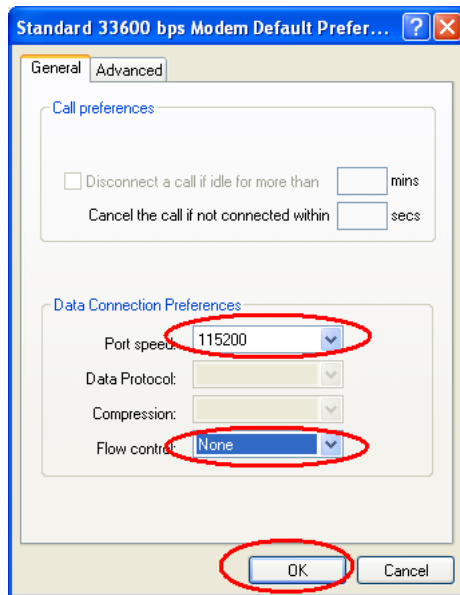 Standard 33600 bps Modem Default Prefer...
General Advanced
Call preferences
Disconnect a call if idle for more than mins
Cancel the call if not connected within secs
Data Connection Preferences
Port speed: 115200
Data Protocol:
Compression:
Flow control: None
OK Cancel